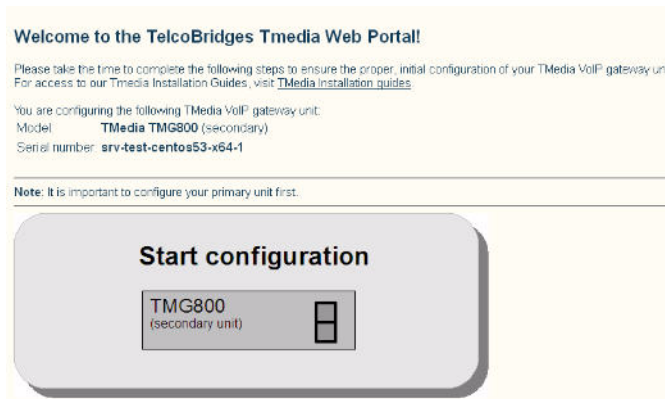 Welcome to the TelcoBridges Tmedia Web Portal!
Please take the time to complete the following steps to ensure the proper, initial configuration of your TMedia VoIP gateway un
For access to our Tmedia Installation Guides, visit TMedia Installation guides.
You are configuring the following TMedia VoIP gateway unit:
Model TMedia TMG800 (secondary)
Serial number srv-test-centos53-x64-1
Note: It is important to configure your primary unit first.
Start configuration
TMG800
(secondary unit)